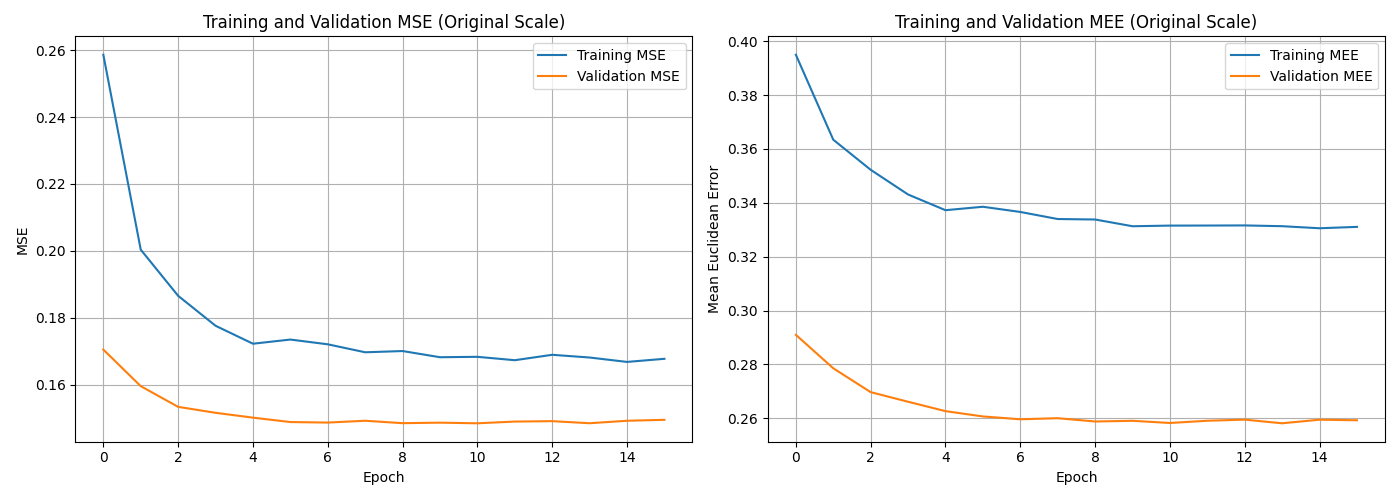 Training and Validation MSE (Original Scale)
Training MSE
Validation MSE
0.26
0.24
0.22
0.20
0.18
0.16
MSE
0 2 4 6 8 10 12 14
Epoch
Training and Validation MEE (Original Scale)
Training MEE
Validation MEE
0.40
0.38
0.36
0.34
0.32
0.30
0.28
0.26
Mean Euclidean Error
0 2 4 6 8 10 12 14
Epoch